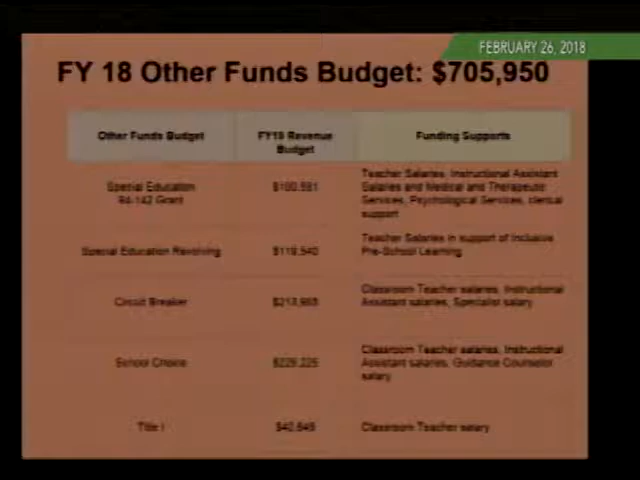 FEBRUARY 26, 2018
FY 18 Other Funds Budget: $705,950
Other Funds Budget
FY18 Revenue
Budget
Funding Supports
Special Education
94-142 Grant
Teacher Salaries, Instructional Assistant
Salaries and Medical and Therapeutic
Services, Psychological Services, clerical
support
Special Education Revolving
Teacher Salaries in support of Inclusive
Pre-School Learning
Circuit Breaker
Classroom Teacher salaries, Instructional
Assistant salaries, Specialist salary
School Choice
Classroom Teacher salaries, Instructional
Assistant salaries, Guidance Counselor
salary
Title I
Classroom Teacher salary